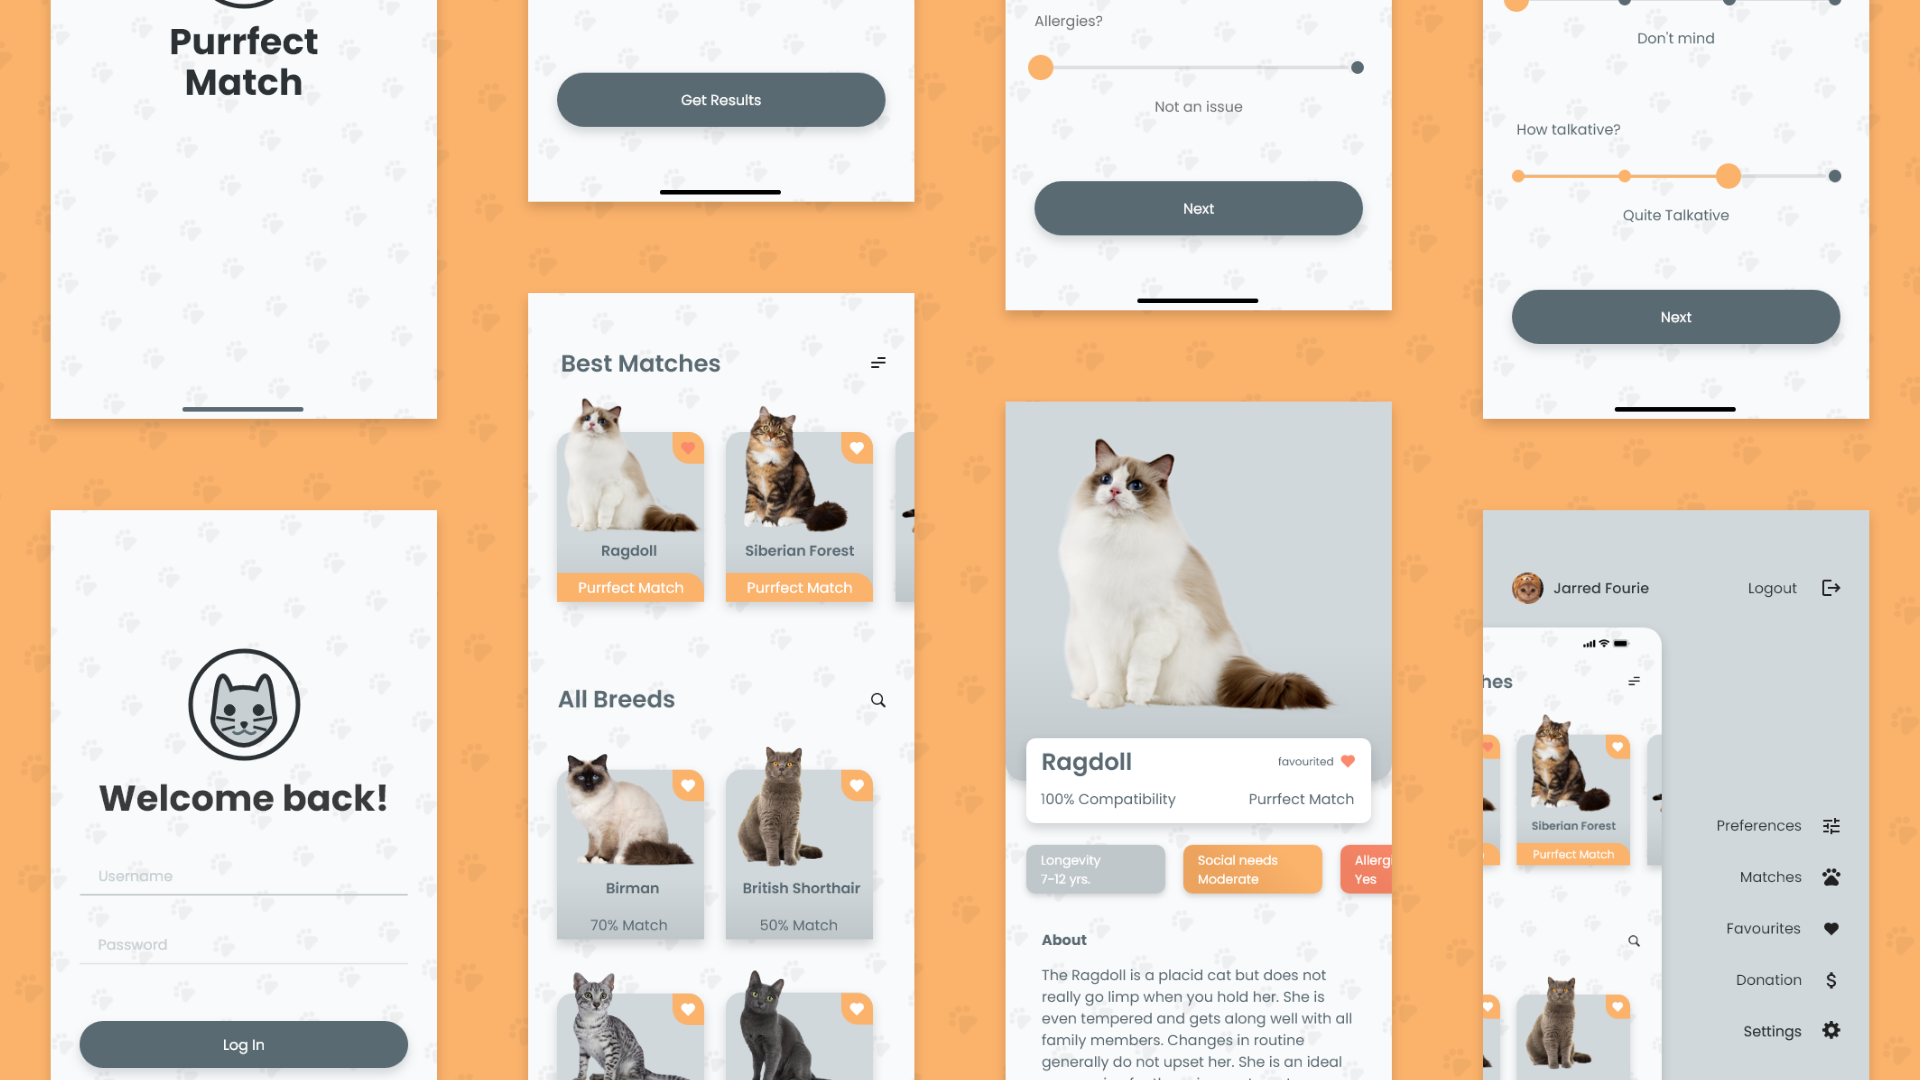 Purrfect
Match
Welcome back!
Username
Password
Log In
Get Results
Best Matches
Ragdoll
Purrfect Match
Siberian Forest
Purrfect Match
All Breeds
Birman
70% Match
British Shorthair
50% Match
Allergies?
Not an issue
Next
Ragdoll
favourited
100% Compatibility
Purrfect Match
Longevity
7-12 yrs.
Social needs
Moderate
Yes
About
The Ragdoll is a placid cat but does not
really go limp when you hold her. She is
even tempered and gets along well with all
family members. Changes in routine
generally do not upset her. She is an ideal
Don't mind
How talkative?
Quite Talkative
Next
Jarred Fourie
Logout
hes
Siberian Forest
Purrfect Match
Preferences
Matches
Favourites
Donation
Settings